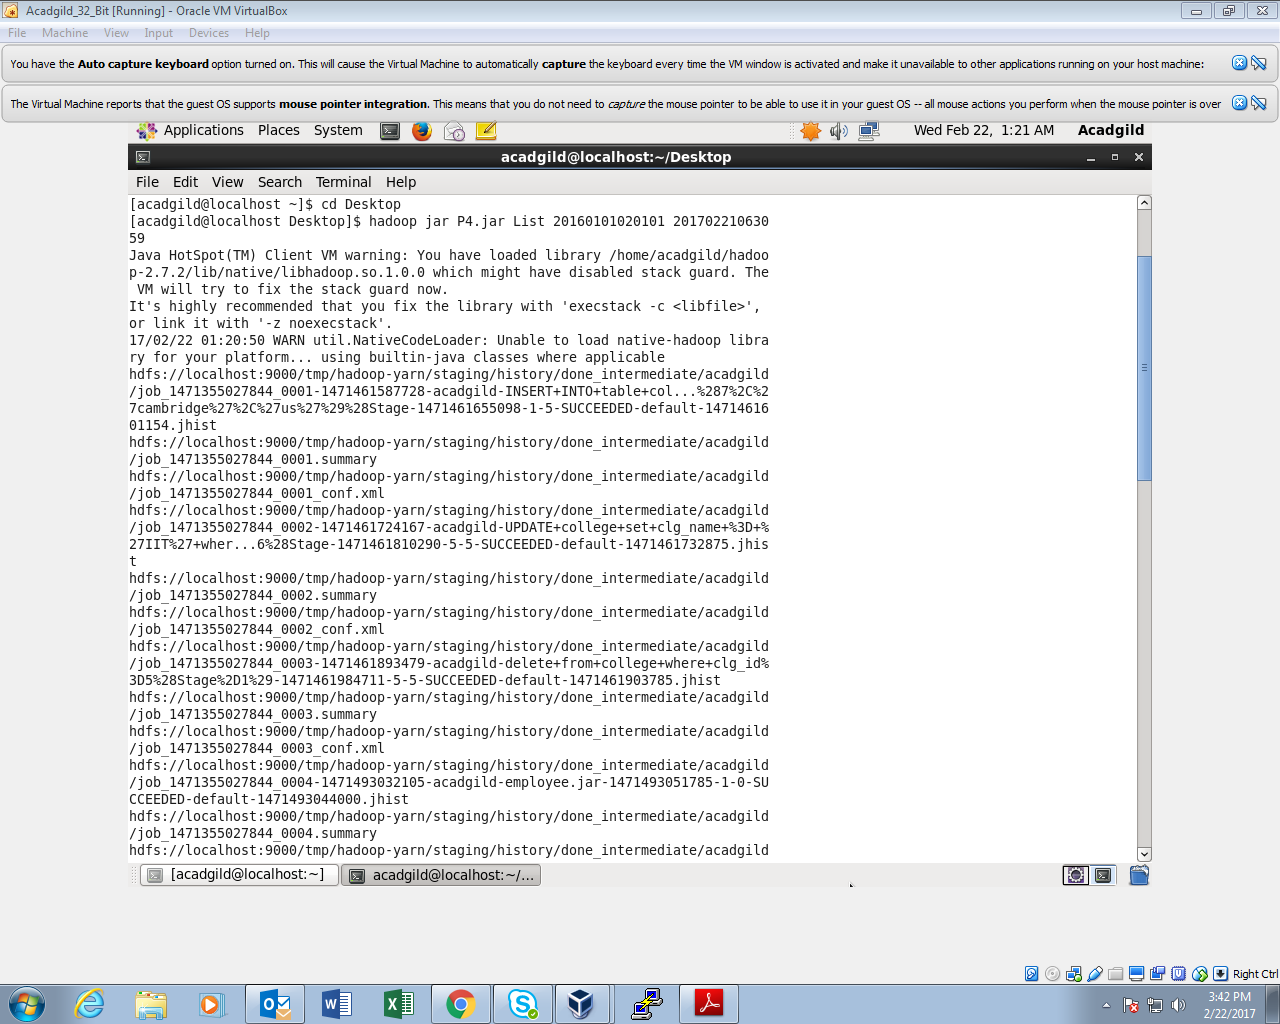 Acadgild_32_Bit [Running] - Oracle VM VirtualBox
File Machine View Input Devices Help
You have the Auto capture keyboard option turned on. This will cause the Virtual Machine to automatically capture the keyboard every time the VM window is activated and make it unavailable to other applications running on your host machine:
The Virtual Machine reports that the guest OS supports mouse pointer integration. This means that you do not need to capture the mouse pointer to be able to use it in your guest OS -- all mouse actions you perform when the mouse pointer is over
Applications Places System Wed Feb 22, 1:21 AM Acadgild
acadgild@localhost:~/Desktop
File Edit View Search Terminal Help
[acadgild@localhost ~]$ cd Desktop
[acadgild@localhost Desktop]$ hadoop jar P4.jar List 20160101020101 201702210630
59
Java HotSpot(TM) Client VM warning: You have loaded library /home/acadgild/hadoo
p-2.7.2/lib/native/libhadoop.so.1.0.0 which might have disabled stack guard. The
 VM will try to fix the stack guard now.
It's highly recommended that you fix the library with 'execstack -c <libfile>',
or link it with '-z noexecstack'.
17/02/22 01:20:50 WARN util.NativeCodeLoader: Unable to load native-hadoop libra
ry for your platform... using builtin-java classes where applicable
hdfs://localhost:9000/tmp/hadoop-yarn/staging/history/done_intermediate/acadgild
/job_1471355027844_0001-1471461587728-acadgild-INSERT+INTO+table+col...%287%2C%2
7cambridge%27%2C%27us%27%29%28Stage-1471461655098-1-5-SUCCEEDED-default-14714616
01154.jhist
hdfs://localhost:9000/tmp/hadoop-yarn/staging/history/done_intermediate/acadgild
/job_1471355027844_0001.summary
hdfs://localhost:9000/tmp/hadoop-yarn/staging/history/done_intermediate/acadgild
/job_1471355027844_0001_conf.xml
hdfs://localhost:9000/tmp/hadoop-yarn/staging/history/done_intermediate/acadgild
/job_1471355027844_0002-1471461724167-acadgild-UPDATE+college+set+clg_name+%3D+%
27IIT%27+wher...6%28Stage-1471461810290-5-5-SUCCEEDED-default-1471461732875.jhis
t
hdfs://localhost:9000/tmp/hadoop-yarn/staging/history/done_intermediate/acadgild
/job_1471355027844_0002.summary
hdfs://localhost:9000/tmp/hadoop-yarn/staging/history/done_intermediate/acadgild
/job_1471355027844_0002_conf.xml
hdfs://localhost:9000/tmp/hadoop-yarn/staging/history/done_intermediate/acadgild
/job_1471355027844_0003-1471461893479-acadgild-delete+from+college+where+clg_id%
3D5%28Stage%2D1%29-1471461984711-5-5-SUCCEEDED-default-1471461903785.jhist
hdfs://localhost:9000/tmp/hadoop-yarn/staging/history/done_intermediate/acadgild
/job_1471355027844_0003.summary
hdfs://localhost:9000/tmp/hadoop-yarn/staging/history/done_intermediate/acadgild
/job_1471355027844_0003_conf.xml
hdfs://localhost:9000/tmp/hadoop-yarn/staging/history/done_intermediate/acadgild
/job_1471355027844_0004-1471493032105-acadgild-employee.jar-1471493051785-1-0-SU
CCEEDED-default-1471493044000.jhist
hdfs://localhost:9000/tmp/hadoop-yarn/staging/history/done_intermediate/acadgild
/job_1471355027844_0004.summary
hdfs://localhost:9000/tmp/hadoop-yarn/staging/history/done_intermediate/acadgild
[acadgild@localhost:~] acadgild@localhost:~/...
Right Ctrl
3:42 PM
2/22/2017